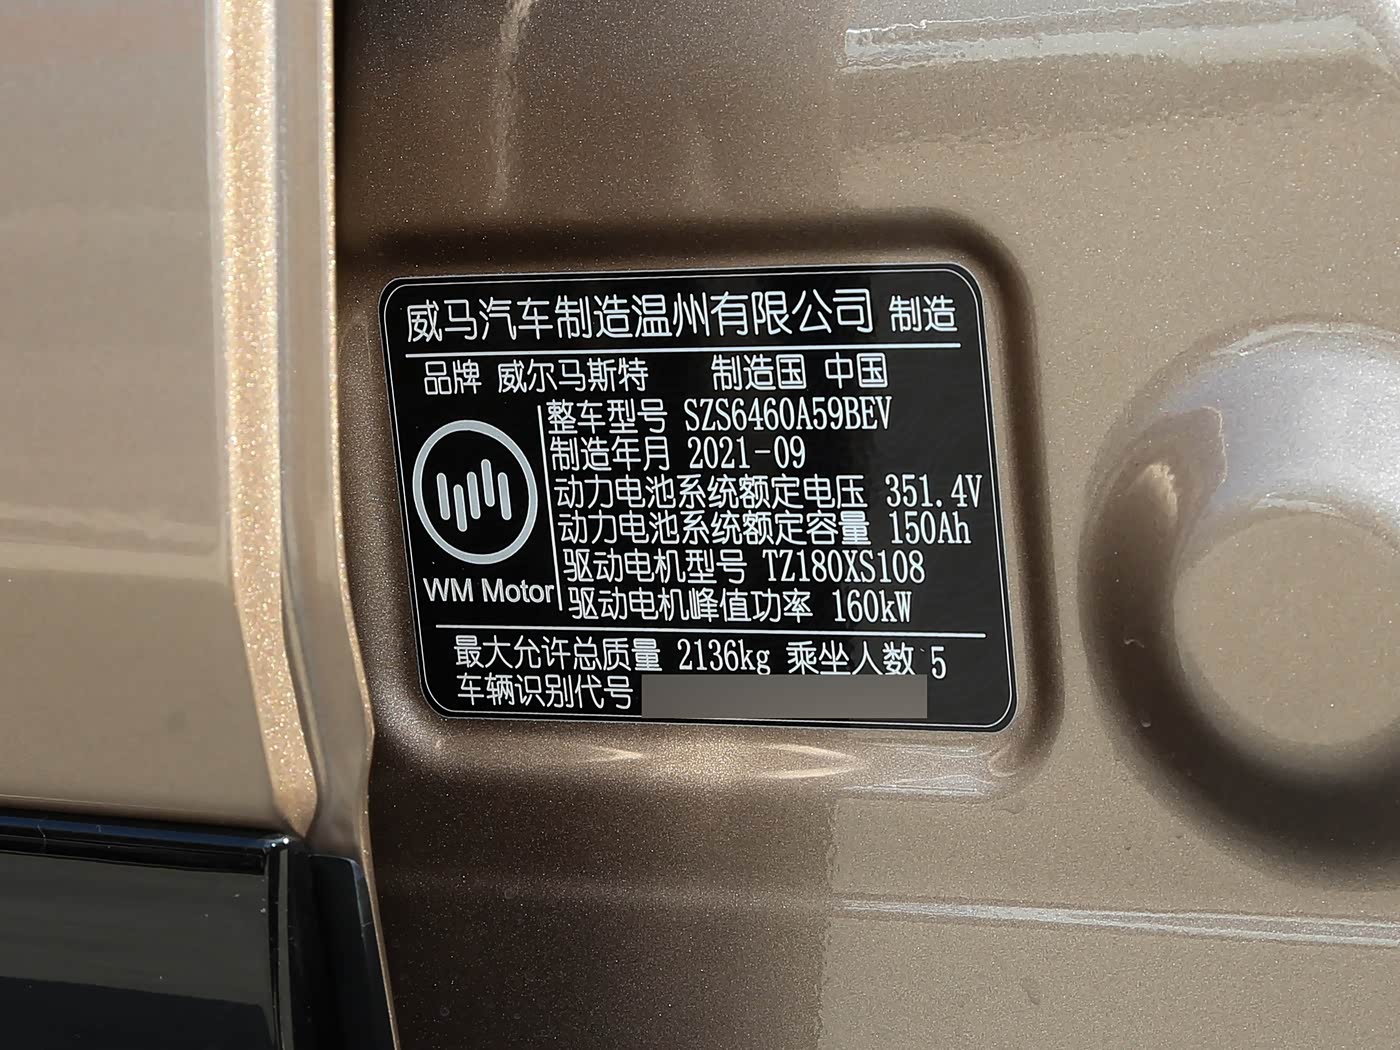 威马汽车制造温州有限公司 制造
品牌 威尔马斯特 制造国 中国
整车型号 SZS6460A59BEV
制造年月 2021-09
动力电池系统额定电压 351.4V
动力电池系统额定容量 150Ah
驱动电机型号 TZ180XS108
驱动电机峰值功率 160kW
WM Motor
最大允许总质量 2136kg 乘坐人数 5
车辆识别代号